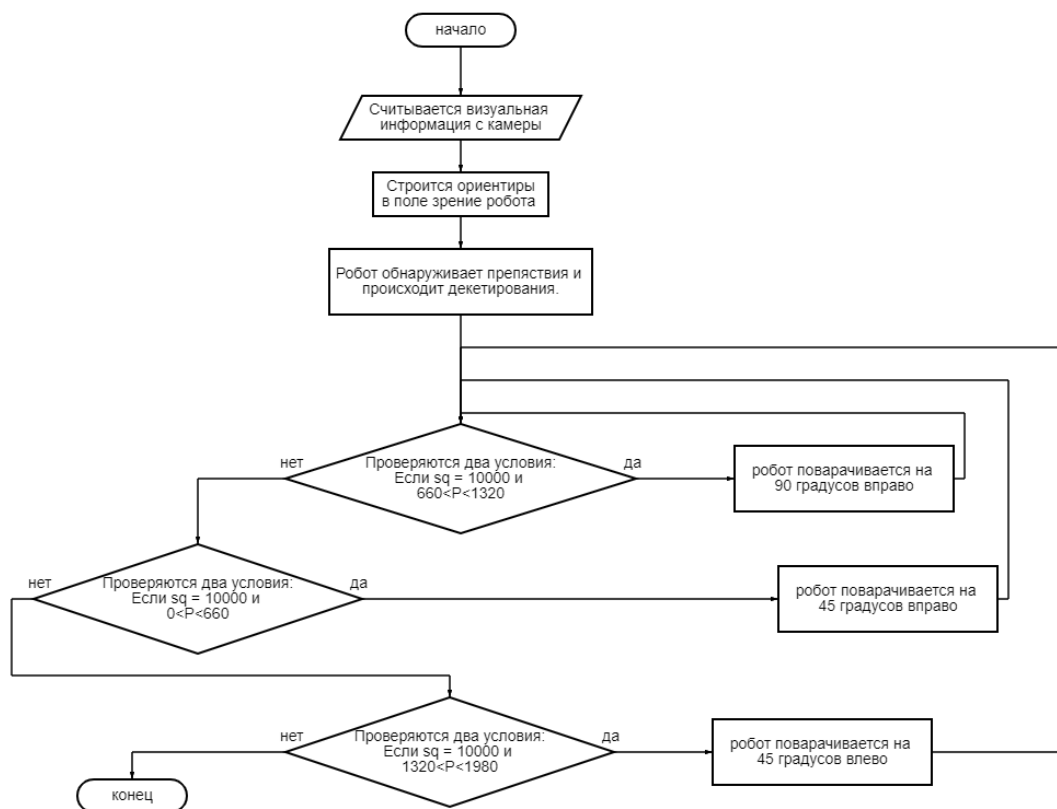 начало
Считывается визуальная
информация с камеры
Строится ориентиры
в поле зрение робота
Робот обнаруживает препяствия и
происходит декетирования.
нет
Проверяются два условия:
Если sq = 10000 и
660<P<1320
да
робот поварачивается на
90 градусов вправо
нет
Проверяются два условия:
Если sq = 10000 и
0<P<660
да
робот поварачивается на
45 градусов вправо
нет
Проверяются два условия:
Если sq = 10000 и
1320<P<1980
да
робот поварачивается на
45 градусов влево
конец